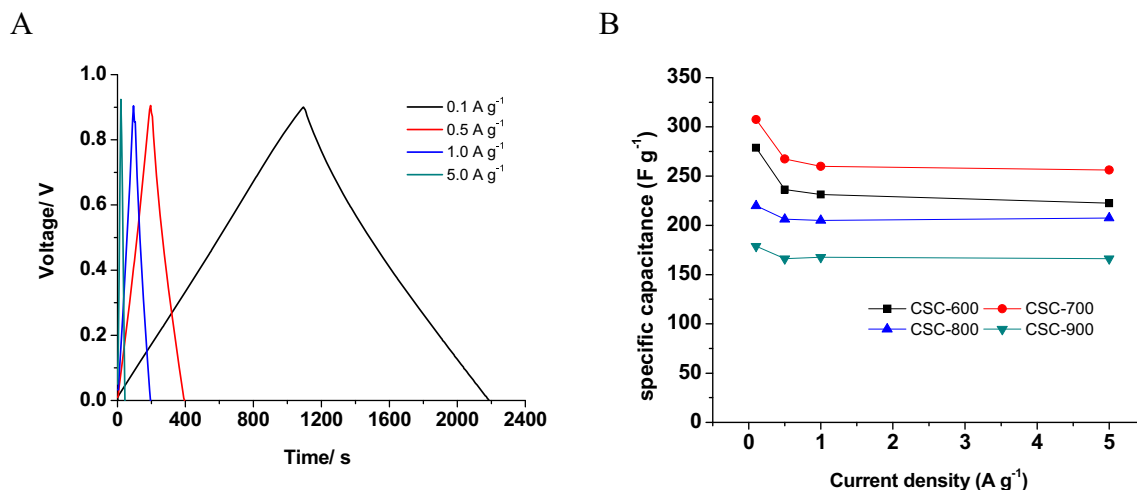 A
B
1.0
0.8
0.6
0.4
0.2
0.0
Voltage/ V
0.1 A g⁻¹
0.5 A g⁻¹
1.0 A g⁻¹
5.0 A g⁻¹
0 400 800 1200 1600 2000 2400
Time/ s
350
300
250
200
150
100
50
0
specific capacitance (F g⁻¹)
CSC-600 CSC-700
CSC-800 CSC-900
0 1 2 3 4 5
Current density (A g⁻¹)